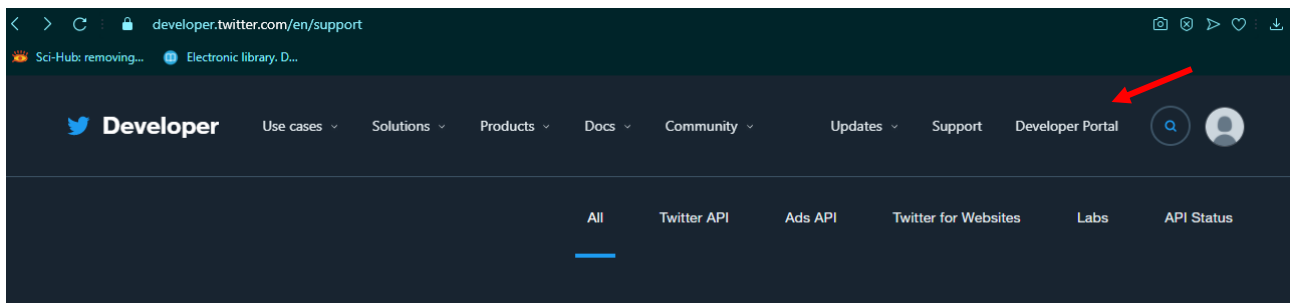 developer.twitter.com/en/support
Sci-Hub: removing... Electronic library. D...
Developer Use cases Solutions Products Docs Community Updates Support Developer Portal
All Twitter API Ads API Twitter for Websites Labs API Status